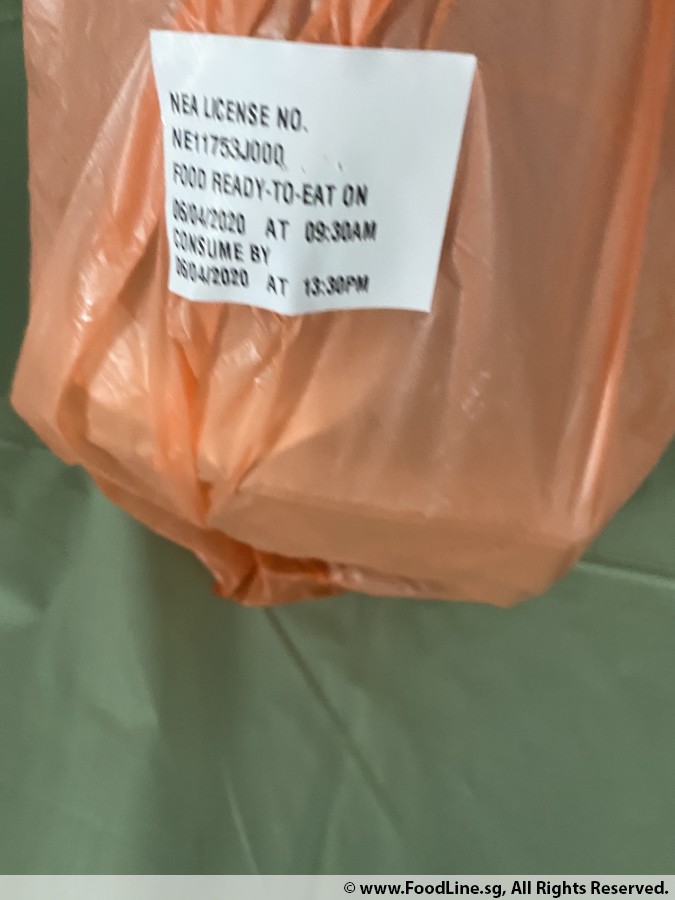 NEA LICENSE NO.
NE11753J000
FOOD READY-TO-EAT ON
06/04/2020 AT 09:30AM
CONSUME BY
06/04/2020 AT 13:30PM
© www.FoodLine.sg, All Rights Reserved.